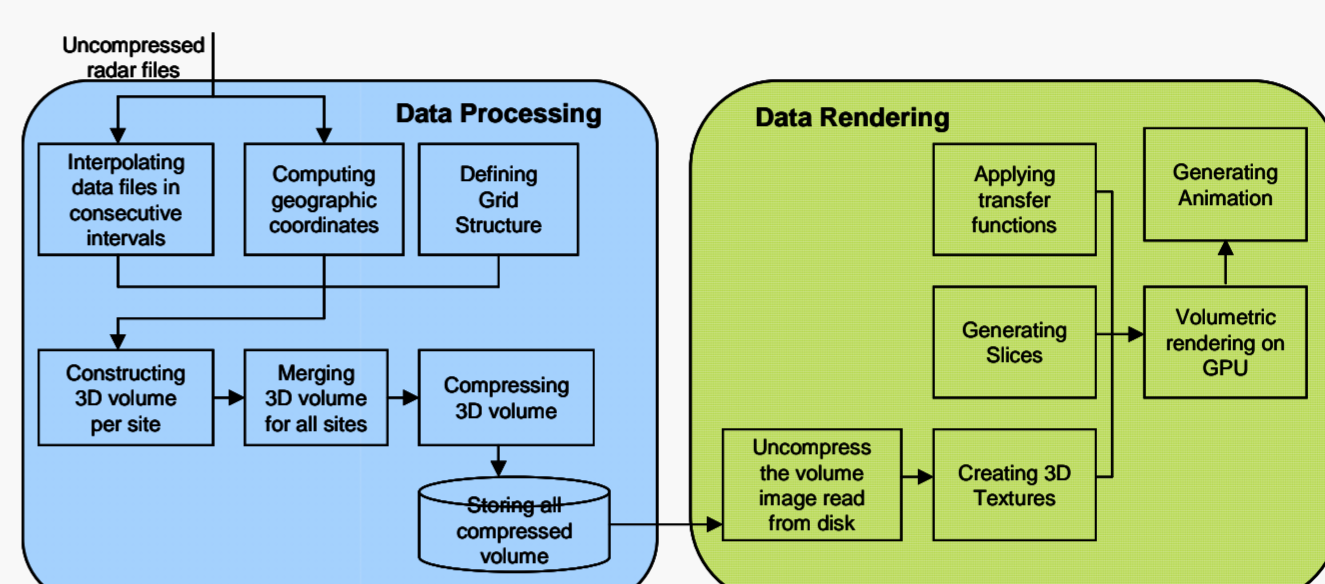 Uncompressed
radar files
Data Processing
Interpolating
data files in
consecutive
intervals
Computing
geographic
coordinates
Defining
Grid
Structure
Constructing
3D volume
per site
Merging
3D volume
for all sites
Compressing
3D volume
Storing all
compressed
volume
Data Rendering
Applying
transfer
functions
Generating
Animation
Generating
Slices
Volumetric
rendering on
GPU
Uncompress
the volume
image read
from disk
Creating 3D
Textures